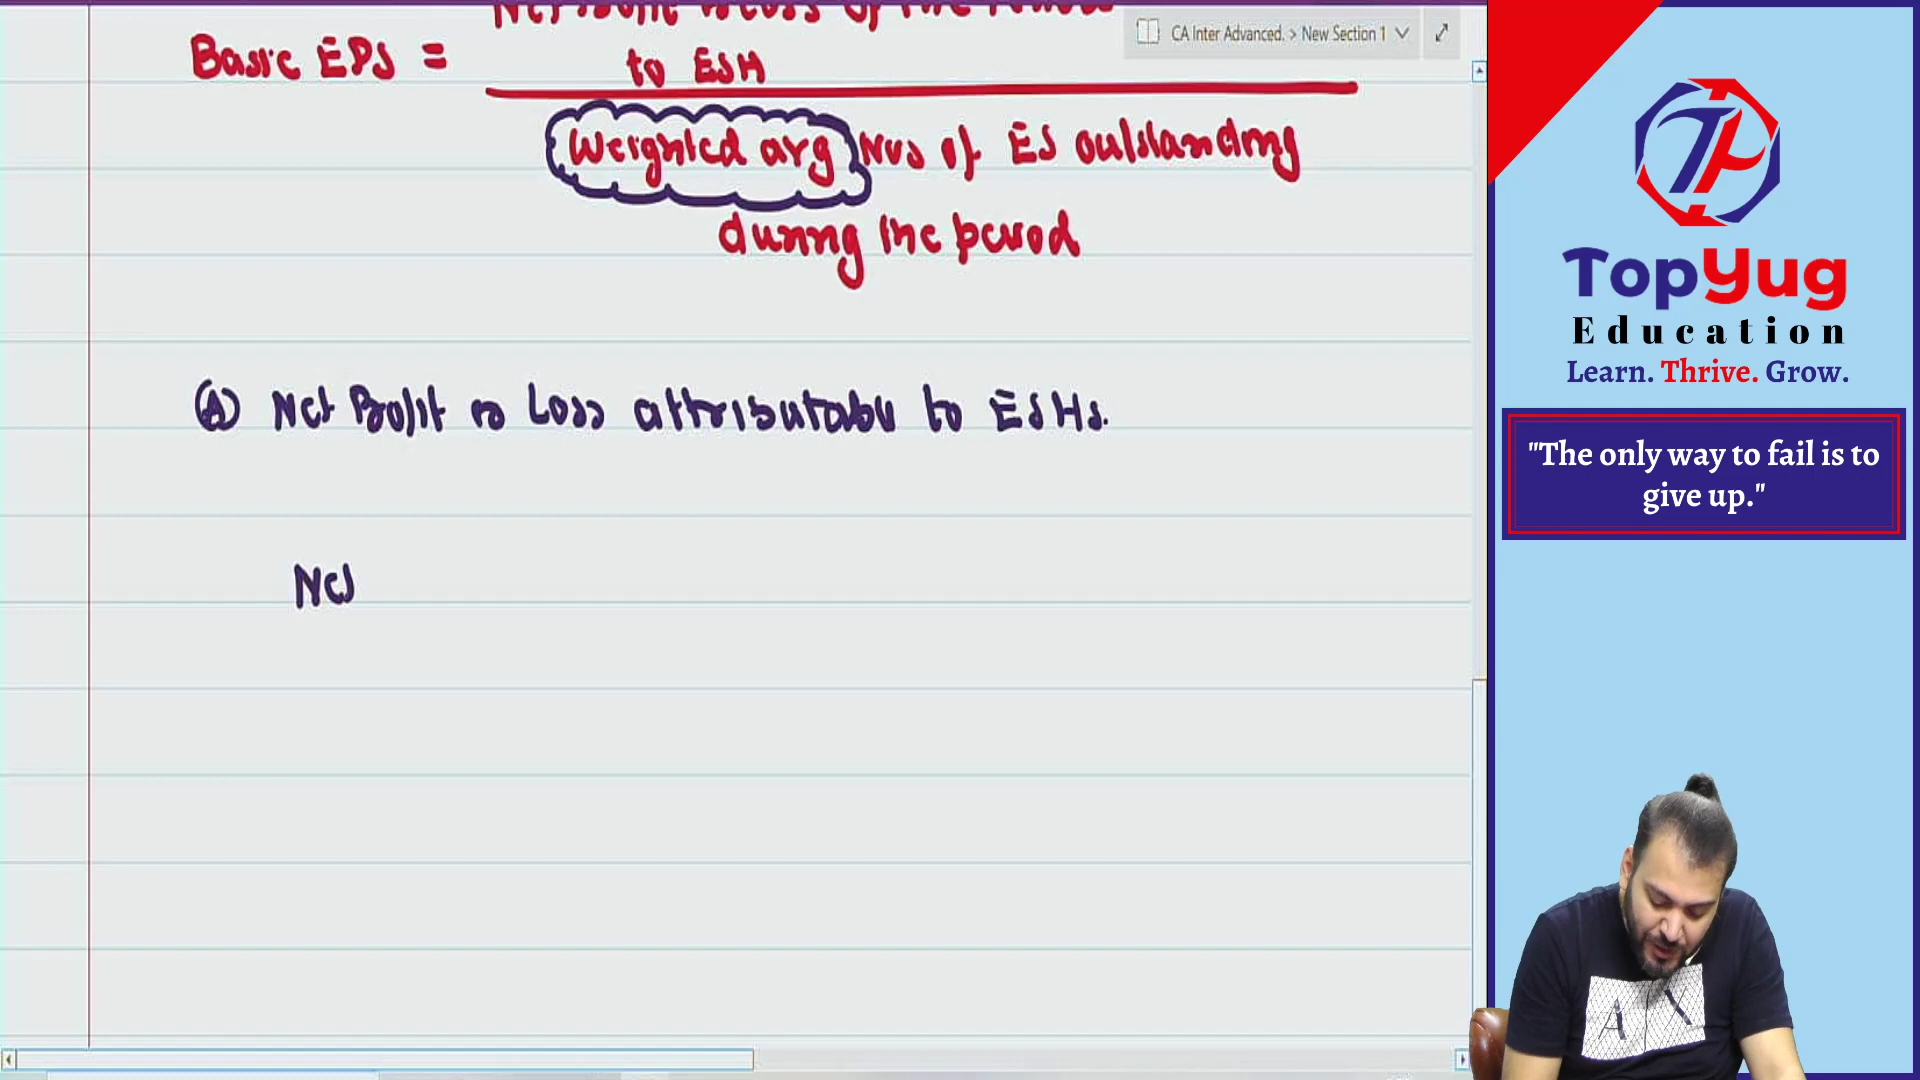 to ESH
Basic EPS =
Weighted avg Nos of ES outstanding
during the period
(A) Net Profit or Loss attributable to ESHs.
Net
CA Inter Advanced. > New Section 1
TopYug
Education
Learn. Thrive. Grow.
"The only way to fail is to
give up."